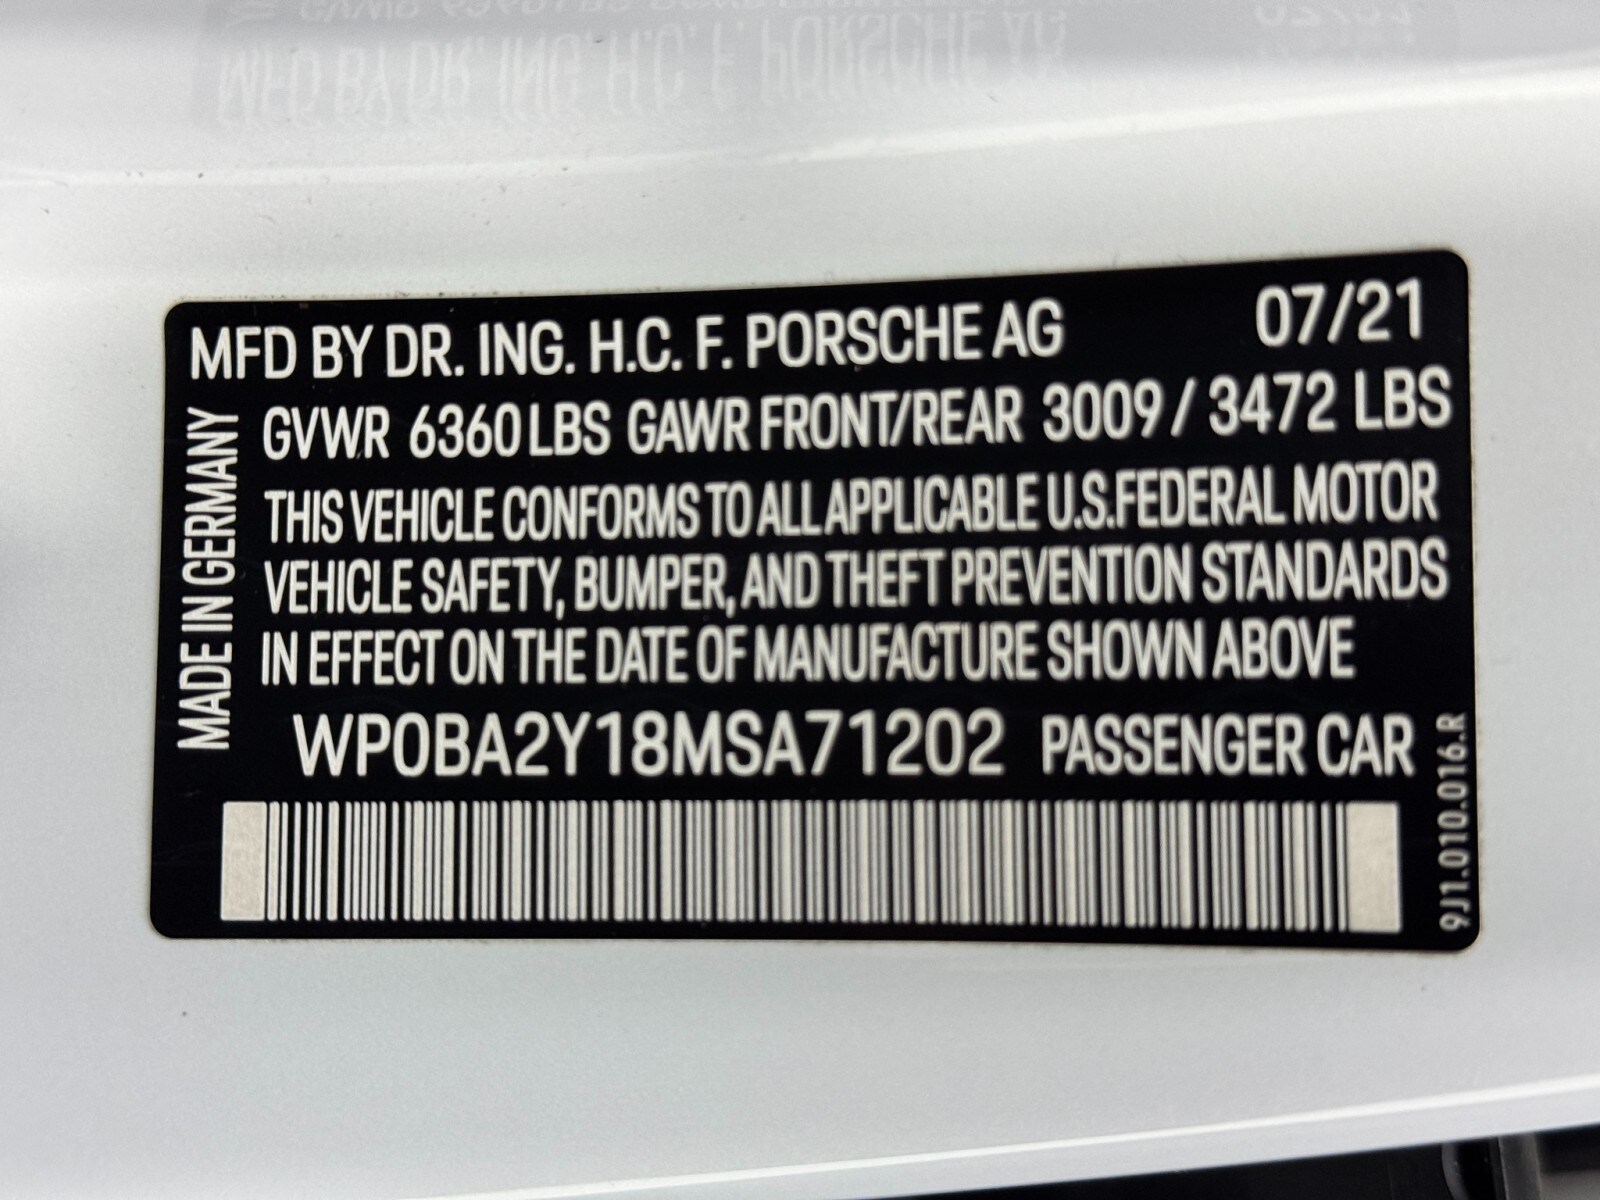 MFD BY DR. ING. H.C. F. PORSCHE AG 07/21
GVWR 6360 LBS GAWR FRONT/REAR 3009 / 3472 LBS
THIS VEHICLE CONFORMS TO ALL APPLICABLE U.S.FEDERAL MOTOR
VEHICLE SAFETY, BUMPER, AND THEFT PREVENTION STANDARDS
IN EFFECT ON THE DATE OF MANUFACTURE SHOWN ABOVE
WP0BA2Y18MSA71202 PASSENGER CAR
MADE IN GERMANY
9J1.010.016.R